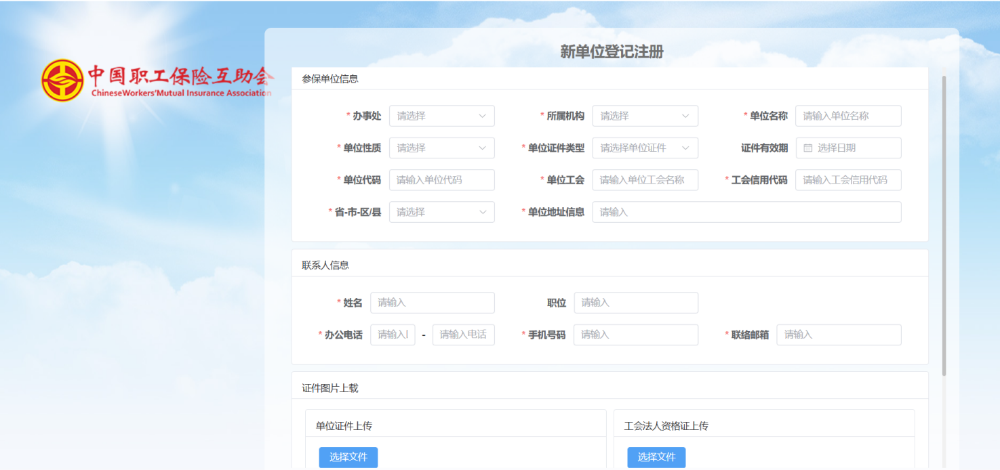 新单位登记注册
中国职工保险互助会
ChineseWorkers'Mutual Insurance Association
参保单位信息
* 办事处 请选择 * 所属机构 请选择 * 单位名称 请输入单位名称
* 单位性质 请选择 * 单位证件类型 请选择单位证件 证件有效期 选择日期
* 单位代码 请输入单位代码 * 单位工会 请输入单位工会名称 * 工会信用代码 请输入工会信用代码
* 省-市-区/县 请选择 * 单位地址信息 请输入
联系人信息
* 姓名 请输入 职位 请输入
* 办公电话 请输入 - 请输入电话 * 手机号码 请输入 * 联络邮箱 请输入
证件图片上载
单位证件上传 工会法人资格证上传
选择文件 选择文件